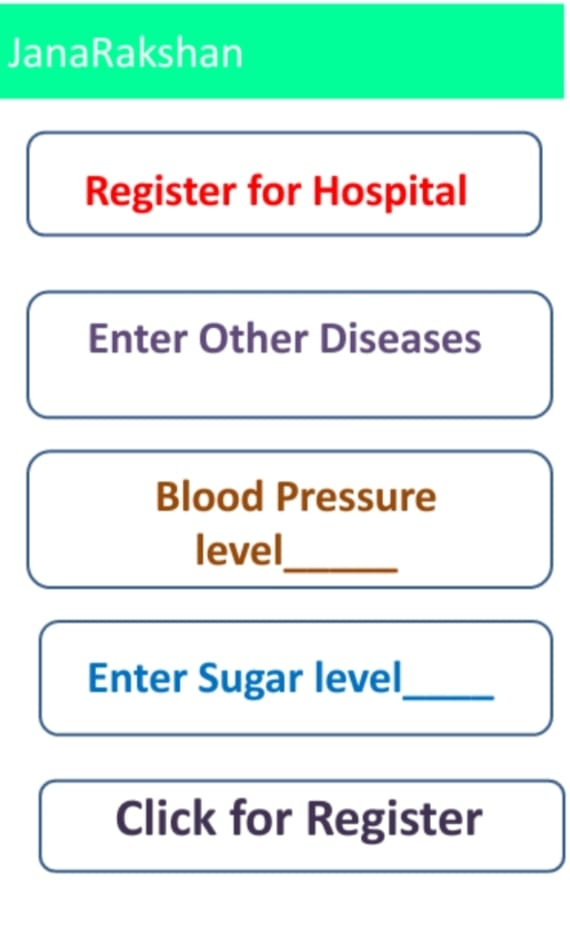 JanaRakshan
Register for Hospital
Enter Other Diseases
Blood Pressure
level_____
Enter Sugar level____
Click for Register